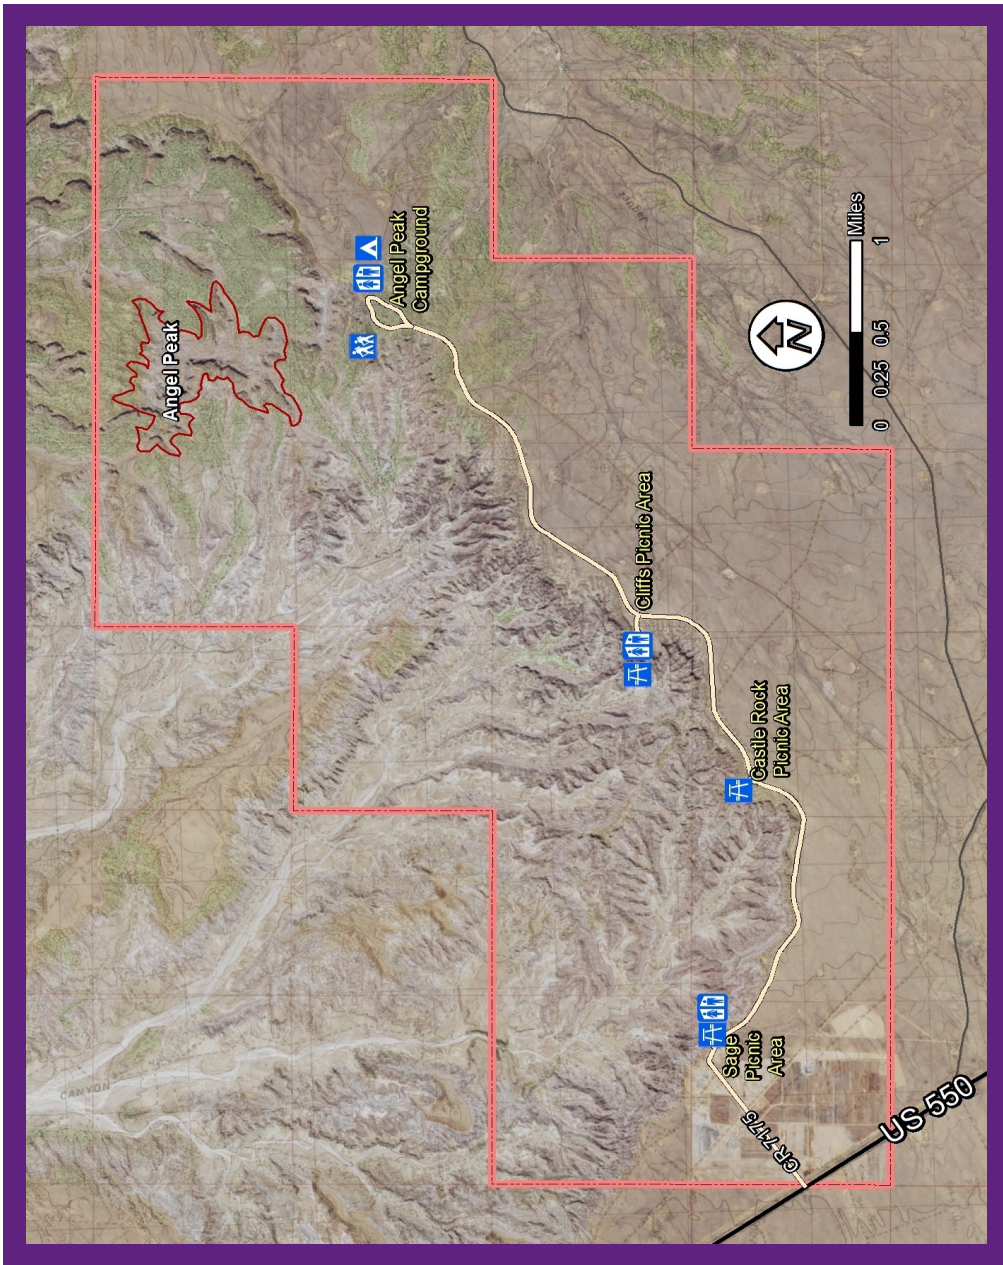 Angel Peak
Angel Peak
Campground
Cliffs Picnic Area
Castle Rock
Picnic Area
Sage
Picnic
Area
CR 7175
US 550
N
0 0.25 0.5 1
Miles
CANYON